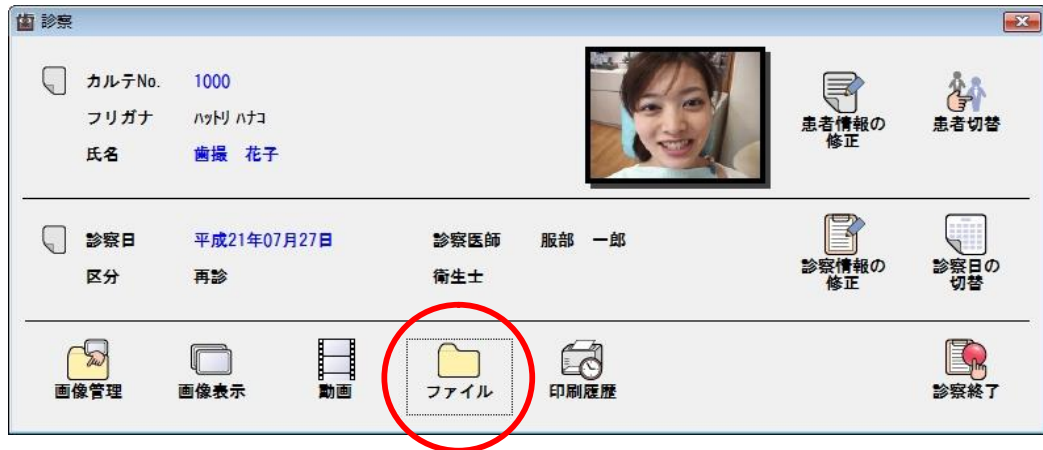 診察
カルテNo. 1000
フリガナ ﾊｯﾄﾘ ﾊﾅｺ
氏名 歯撮 花子
患者情報の
修正
患者切替
診察日 平成21年07月27日 診察医師 服部 一郎
区分 再診 衛生士
診察情報の
修正
診察日の
切替
画像管理
画像表示
動画
ファイル
印刷履歴
診察終了